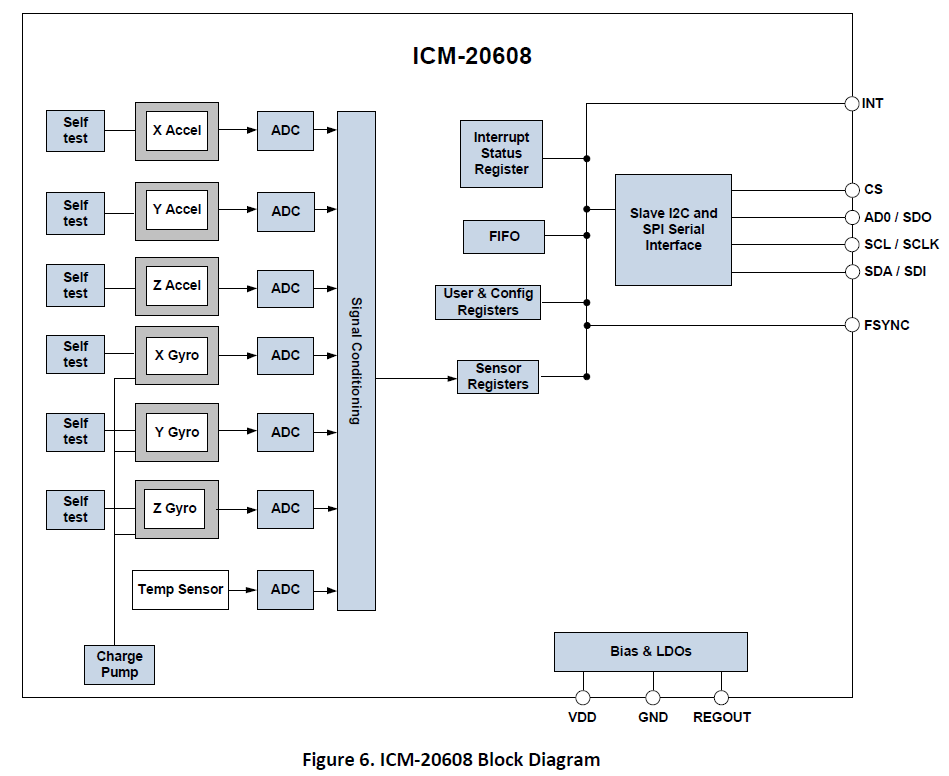 ICM-20608
Self
test
X Accel
ADC
Self
test
Y Accel
ADC
Self
test
Z Accel
ADC
Self
test
X Gyro
ADC
Self
test
Y Gyro
ADC
Self
test
Z Gyro
ADC
Temp Sensor
ADC
Charge
Pump
Signal Conditioning
Interrupt
Status
Register
FIFO
User & Config
Registers
Sensor
Registers
Slave I2C and
SPI Serial
Interface
INT
CS
AD0 / SDO
SCL / SCLK
SDA / SDI
FSYNC
Bias & LDOs
VDD
GND
REGOUT
Figure 6. ICM-20608 Block Diagram